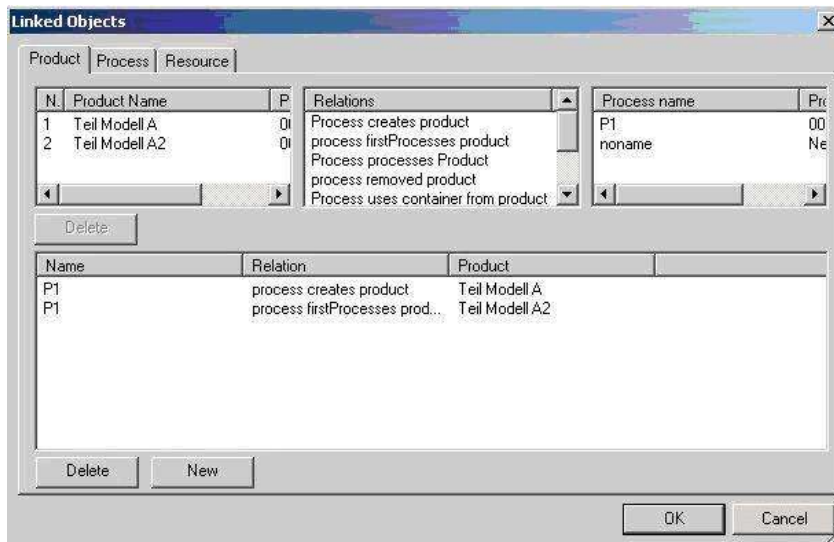 Linked Objects
Product Process Resource
N. Product Name P
1 Teil Modell A
2 Teil Modell A2
Relations
Process creates product
process firstProcesses product
Process processes Product
process removed product
Process uses container from product
Process name Pro
P1 00
noname Ne
Delete
Name Relation Product
P1 process creates product Teil Modell A
P1 process firstProcesses prod... Teil Modell A2
Delete New
OK Cancel